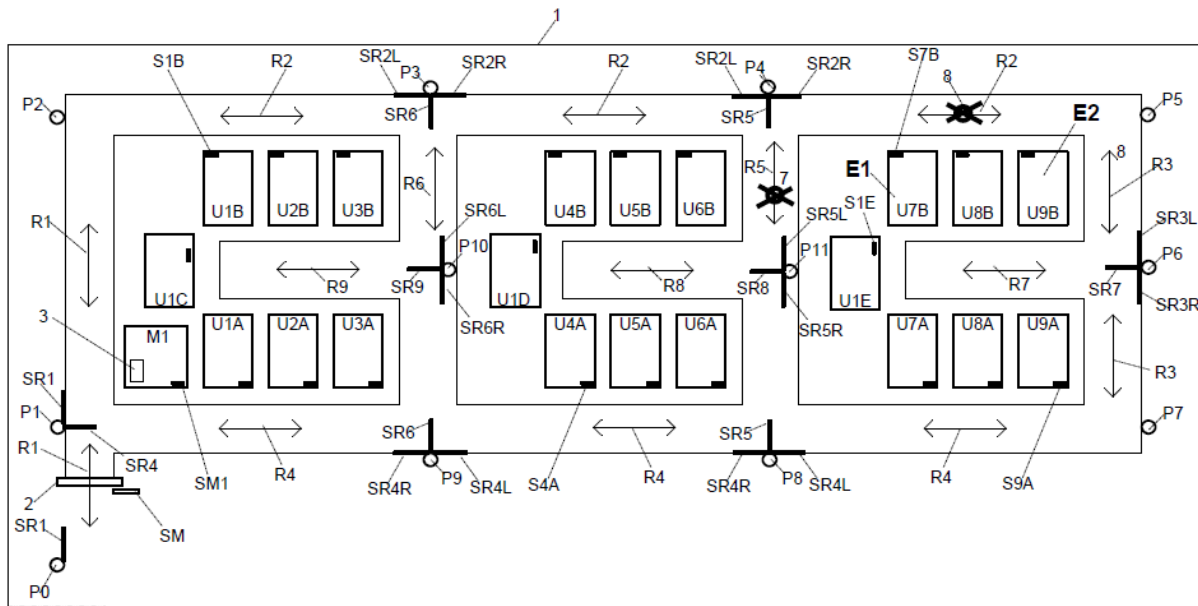 1
S1B R2 SR2L P3 SR2R R2 SR2L P4 SR2R S7B 8 R2
P2 SR6 SR5 P5
E2
R6 R5 7 E1 8 R3
U1B U2B U3B U4B U5B U6B U7B U8B U9B
R1 SR6L SR5L S1E SR3L
P10 P11 P6
U1C R9 SR9 U1D R8 SR8 U1E R7 SR7
SR6R SR5R SR3R
3 M1 U1A U2A U3A U4A U5A U6A U7A U8A U9A
SR1 R3
P1 SR6 SR5 P7
R1 SR4 R4 R4 R4
SM1 SR4R P9 SR4L S4A SR4R P8 SR4L S9A
2
SR1 SM
P0